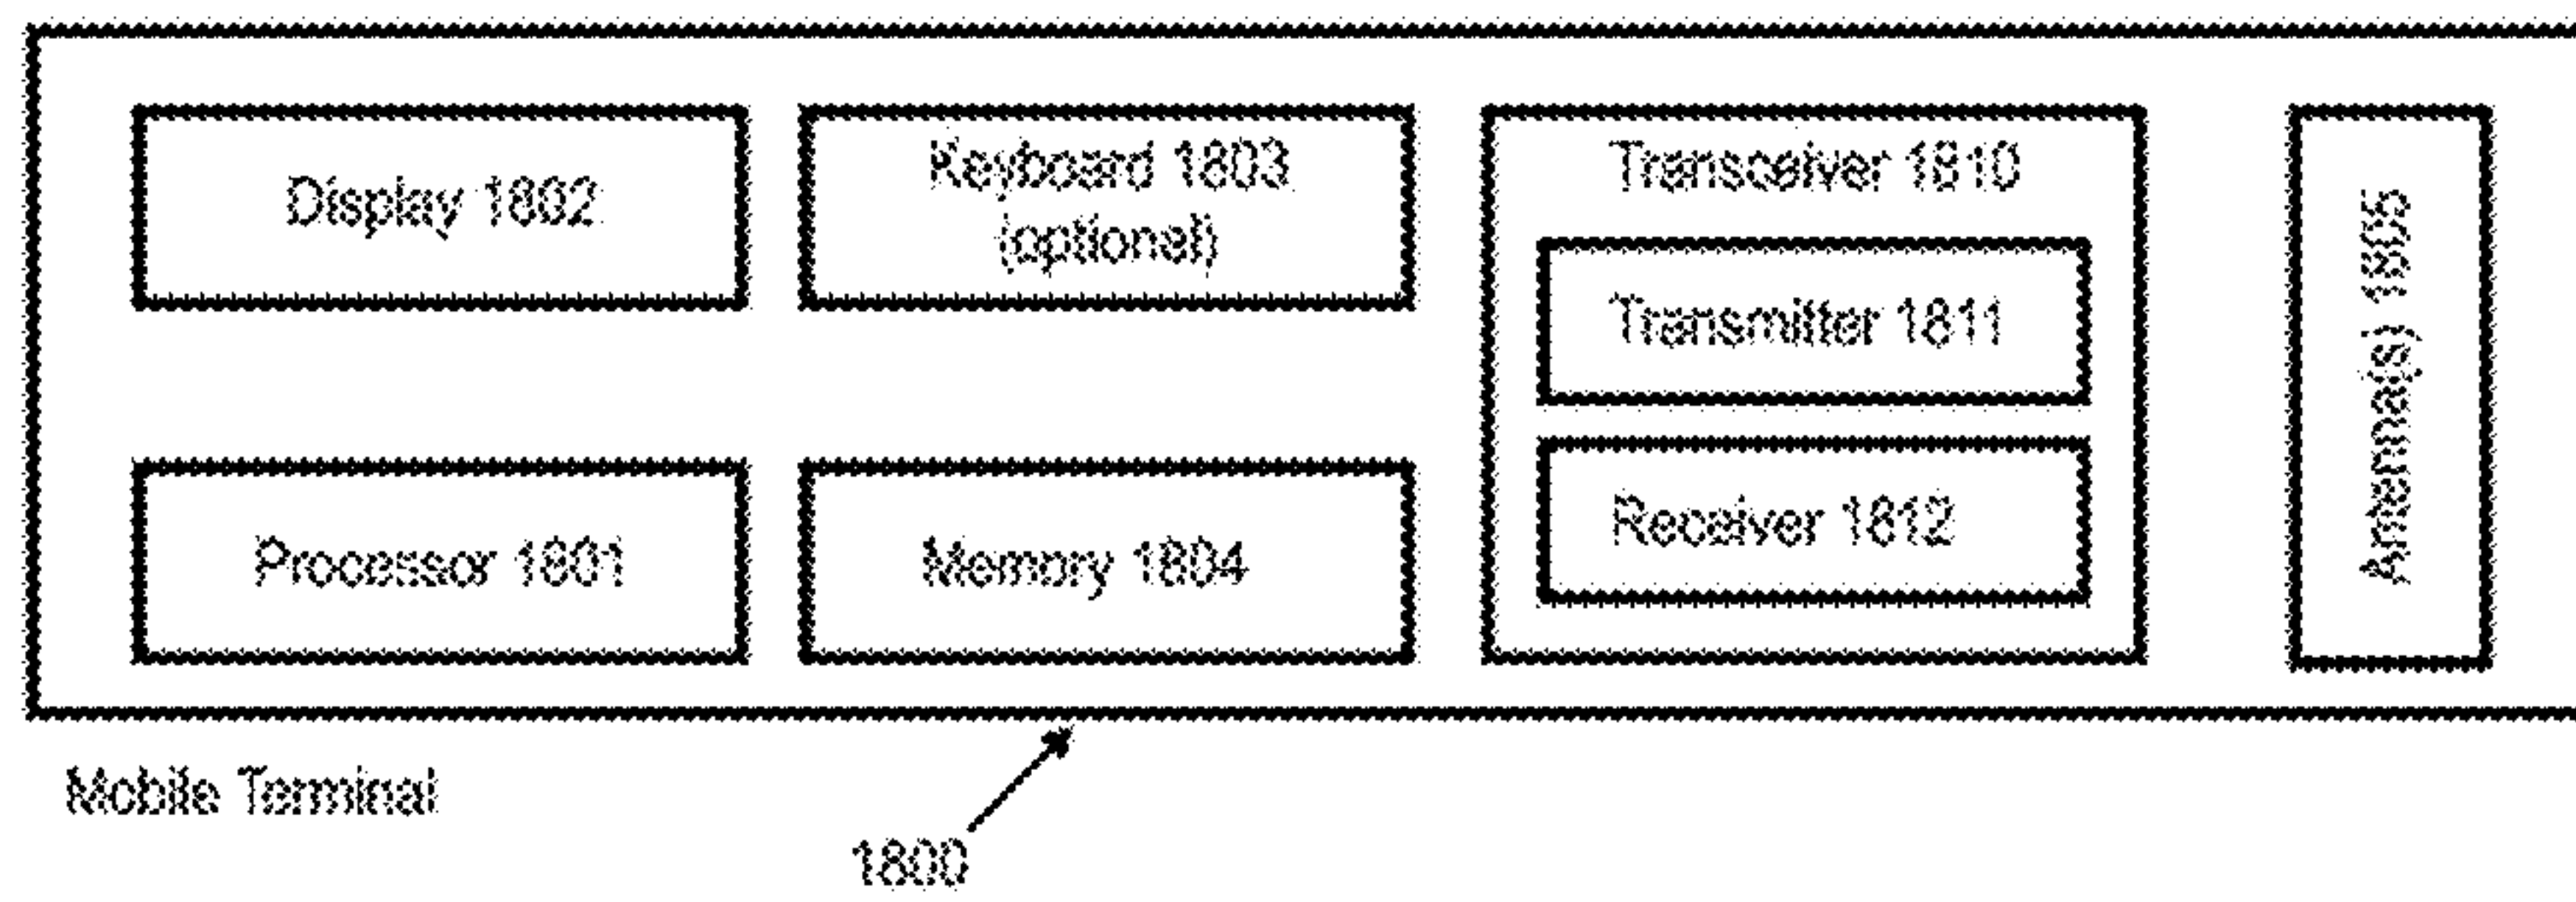 Display 1802
Keyboard 1803
(optional)
Transceiver 1810
Transmitter 1811
Receiver 1812
Antenna(s) 1805
Processor 1801
Memory 1804
Mobile Terminal
1800